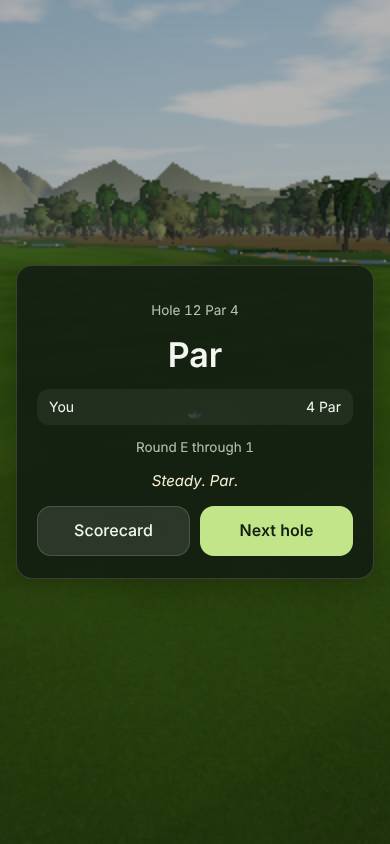 Hole 12 Par 4
Par
You 4 Par
Round E through 1
Steady. Par.
Scorecard Next hole